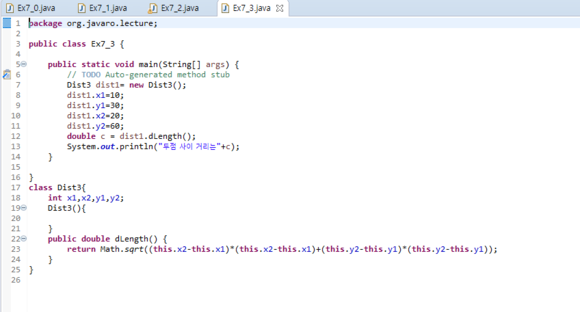 Ex7_0.java Ex7_1.java Ex7_2.java Ex7_3.java
1 package org.javaro.lecture;
2
3 public class Ex7_3 {
4
5 public static void main(String[] args) {
6 // TODO Auto-generated method stub
7 Dist3 dist1= new Dist3();
8 dist1.x1=10;
9 dist1.y1=30;
10 dist1.x2=20;
11 dist1.y2=60;
12 double c = dist1.dLength();
13 System.out.println("두점 사이 거리는"+c);
14 }
15
16 }
17 class Dist3{
18 int x1,x2,y1,y2;
19 Dist3(){
20
21 }
22 public double dLength() {
23 return Math.sqrt((this.x2-this.x1)*(this.x2-this.x1)+(this.y2-this.y1)*(this.y2-this.y1));
24 }
25 }
26